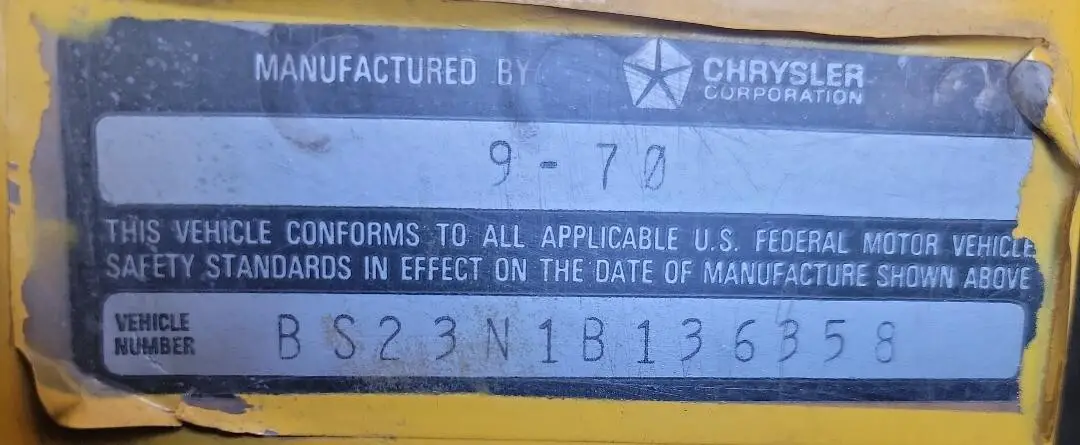 MANUFACTURED BY CHRYSLER CORPORATION
9-70
THIS VEHICLE CONFORMS TO ALL APPLICABLE U.S. FEDERAL MOTOR VEHICLE
SAFETY STANDARDS IN EFFECT ON THE DATE OF MANUFACTURE SHOWN ABOVE
VEHICLE NUMBER BS23N1B136358